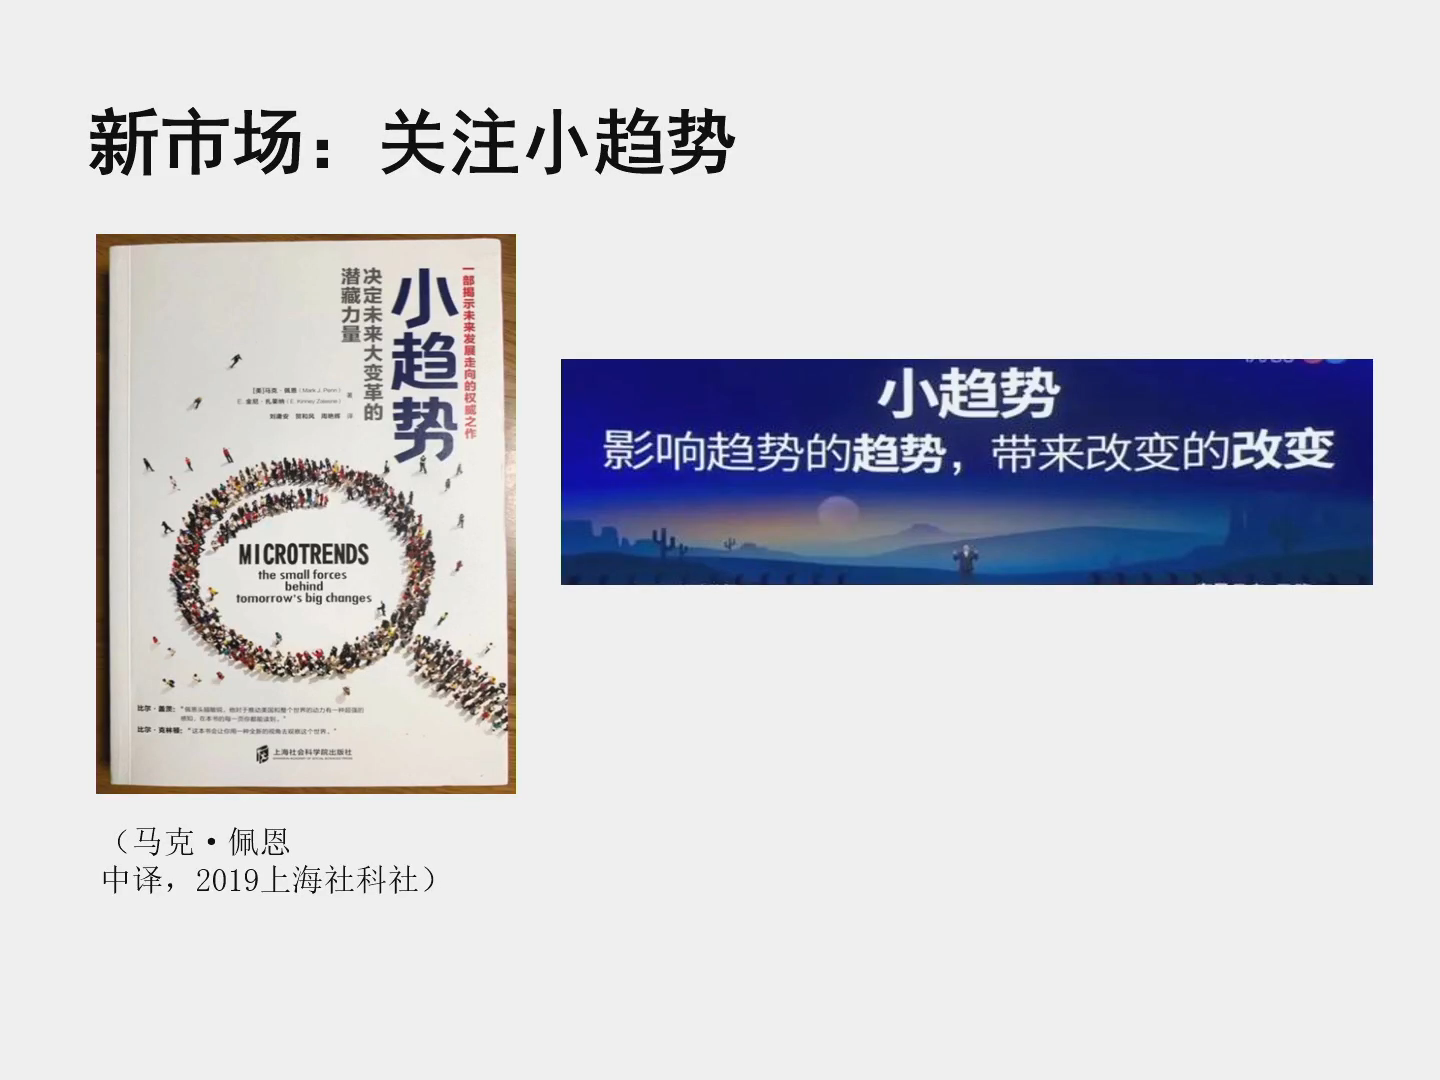 新市场：关注小趋势
一部揭示未来发展走向的权威之作
小趋势
决定未来大变革的
潜藏力量
[美]马克·佩恩（Mark J. Penn）
E. 金尼·扎莱特（E. Kinney Zalesne） 著
刘庸安 贺和风 周艳辉 译
MICROTRENDS
the small forces
behind
tomorrow's big changes
比尔·盖茨：
比尔·克林顿："这本书会让你用一种全新的视角去观察这个世界。"
上海社会科学院出版社
小趋势
影响趋势的趋势，带来改变的改变
（马克·佩恩
中译，2019上海社科社）